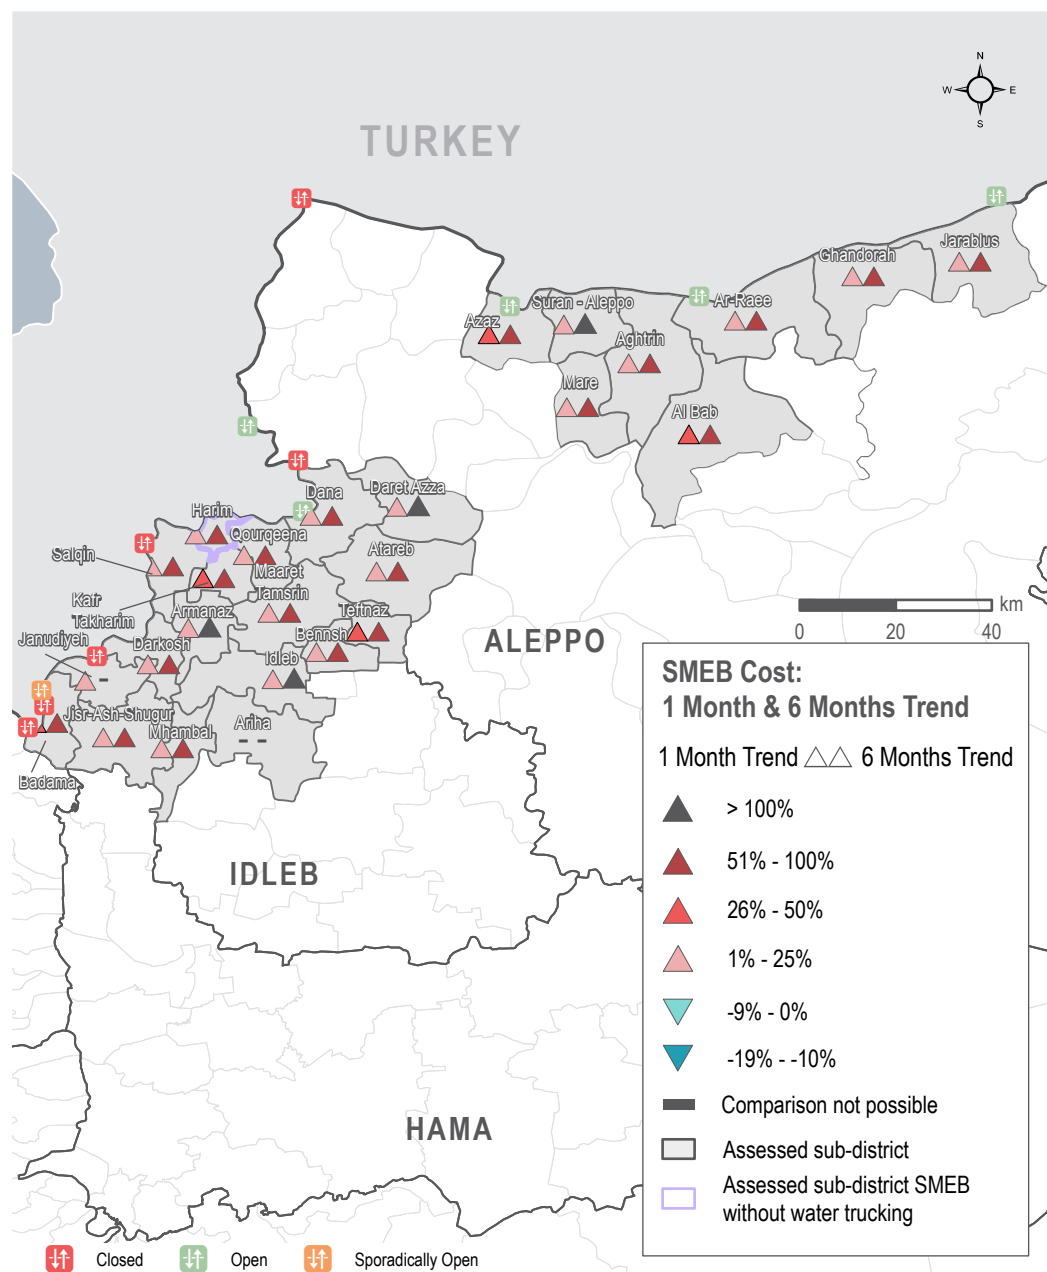 N
W E
S
TURKEY
Jarablus
Ghandorah
Ar-Raee
Suran - Aleppo
Azaz
Aghtrin
Mare
Al Bab
Dana
Daret Azza
Harim
Qourqeena
Salqin
Atareb
Maaret
Tamsrin
Kafr
Takharim
Armanaz
Teftnaz
Janudiyeh
Darkosh
Bennsh
Idleb
Jisr-Ash-Shugur
Mhambal
Ariha
Badama
km
0 20 40
ALEPPO
IDLEB
HAMA
SMEB Cost:
1 Month & 6 Months Trend
1 Month Trend 6 Months Trend
> 100%
51% - 100%
26% - 50%
1% - 25%
-9% - 0%
-19% - -10%
Comparison not possible
Assessed sub-district
Assessed sub-district SMEB
without water trucking
Closed Open Sporadically Open